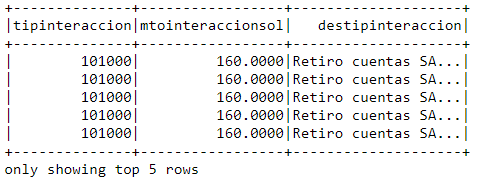 +---------------+-----------------+--------------------+
|tipinteraccion|mtointeraccionsol|   destipinteraccion|
+---------------+-----------------+--------------------+
|        101000|         160.0000|Retiro cuentas SA...|
|        101000|         160.0000|Retiro cuentas SA...|
|        101000|         160.0000|Retiro cuentas SA...|
|        101000|         160.0000|Retiro cuentas SA...|
|        101000|         160.0000|Retiro cuentas SA...|
+---------------+-----------------+--------------------+
only showing top 5 rows